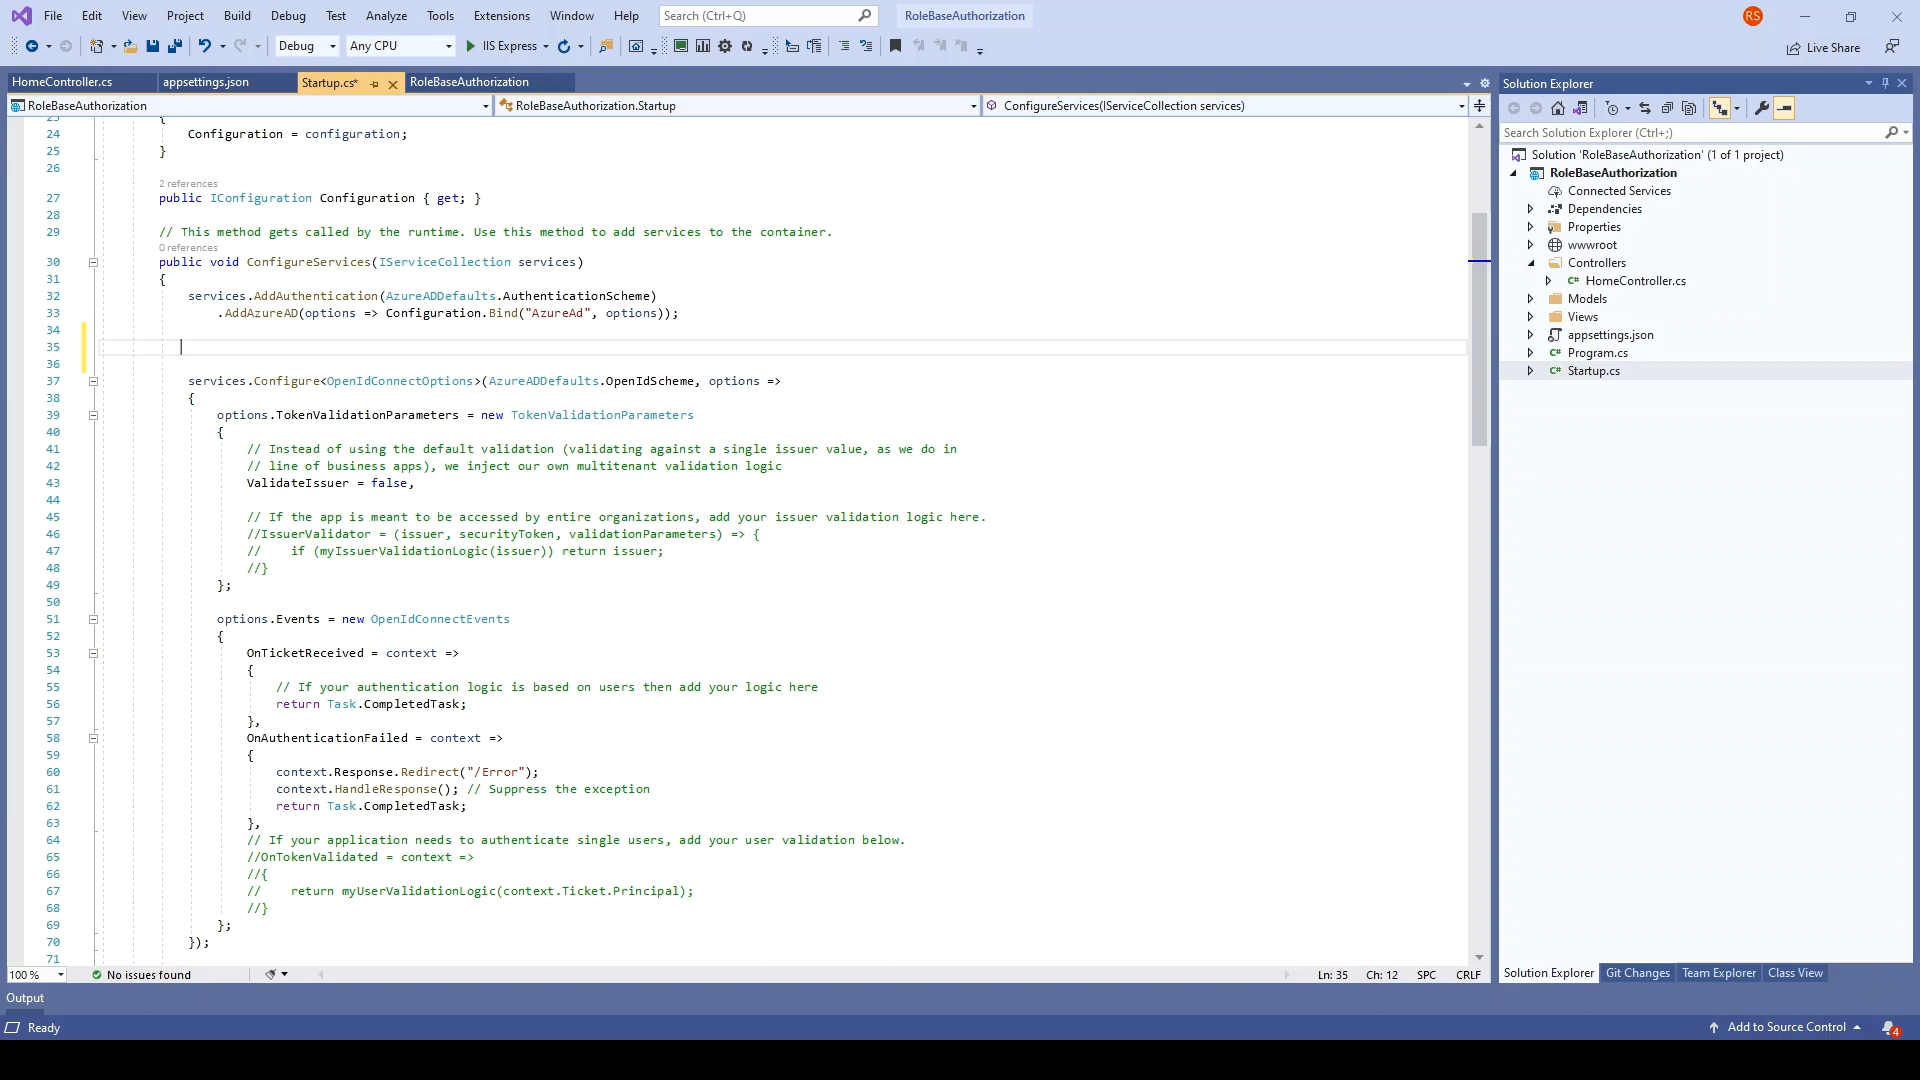 File Edit View Project Build Debug Test Analyze Tools Extensions Window Help Search (Ctrl+Q) RoleBaseAuthorization RS
Debug Any CPU IIS Express Live Share
HomeController.cs appsettings.json Startup.cs* RoleBaseAuthorization
RoleBaseAuthorization RoleBaseAuthorization.Startup ConfigureServices(IServiceCollection services)
23 {
24 Configuration = configuration;
25 }
26
2 references
27 public IConfiguration Configuration { get; }
28
29 // This method gets called by the runtime. Use this method to add services to the container.
0 references
30 public void ConfigureServices(IServiceCollection services)
31 {
32 services.AddAuthentication(AzureADDefaults.AuthenticationScheme)
33 .AddAzureAD(options => Configuration.Bind("AzureAd", options));
34
35
36
37 services.Configure<OpenIdConnectOptions>(AzureADDefaults.OpenIdScheme, options =>
38 {
39 options.TokenValidationParameters = new TokenValidationParameters
40 {
41 // Instead of using the default validation (validating against a single issuer value, as we do in
42 // line of business apps), we inject our own multitenant validation logic
43 ValidateIssuer = false,
44
45 // If the app is meant to be accessed by entire organizations, add your issuer validation logic here.
46 //IssuerValidator = (issuer, securityToken, validationParameters) => {
47 // if (myIssuerValidationLogic(issuer)) return issuer;
48 //}
49 };
50
51 options.Events = new OpenIdConnectEvents
52 {
53 OnTicketReceived = context =>
54 {
55 // If your authentication logic is based on users then add your logic here
56 return Task.CompletedTask;
57 },
58 OnAuthenticationFailed = context =>
59 {
60 context.Response.Redirect("/Error");
61 context.HandleResponse(); // Suppress the exception
62 return Task.CompletedTask;
63 },
64 // If your application needs to authenticate single users, add your user validation below.
65 //OnTokenValidated = context =>
66 //{
67 // return myUserValidationLogic(context.Ticket.Principal);
68 //}
69 };
70 });
71
100 % No issues found Ln: 35 Ch: 12 SPC CRLF
Output
Ready Add to Source Control 4
Solution Explorer
Search Solution Explorer (Ctrl+;)
Solution 'RoleBaseAuthorization' (1 of 1 project)
RoleBaseAuthorization
Connected Services
Dependencies
Properties
wwwroot
Controllers
C# HomeController.cs
Models
Views
appsettings.json
C# Program.cs
C# Startup.cs
Solution Explorer Git Changes Team Explorer Class View